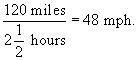 120 miles
2 1/2 hours = 48 mph.